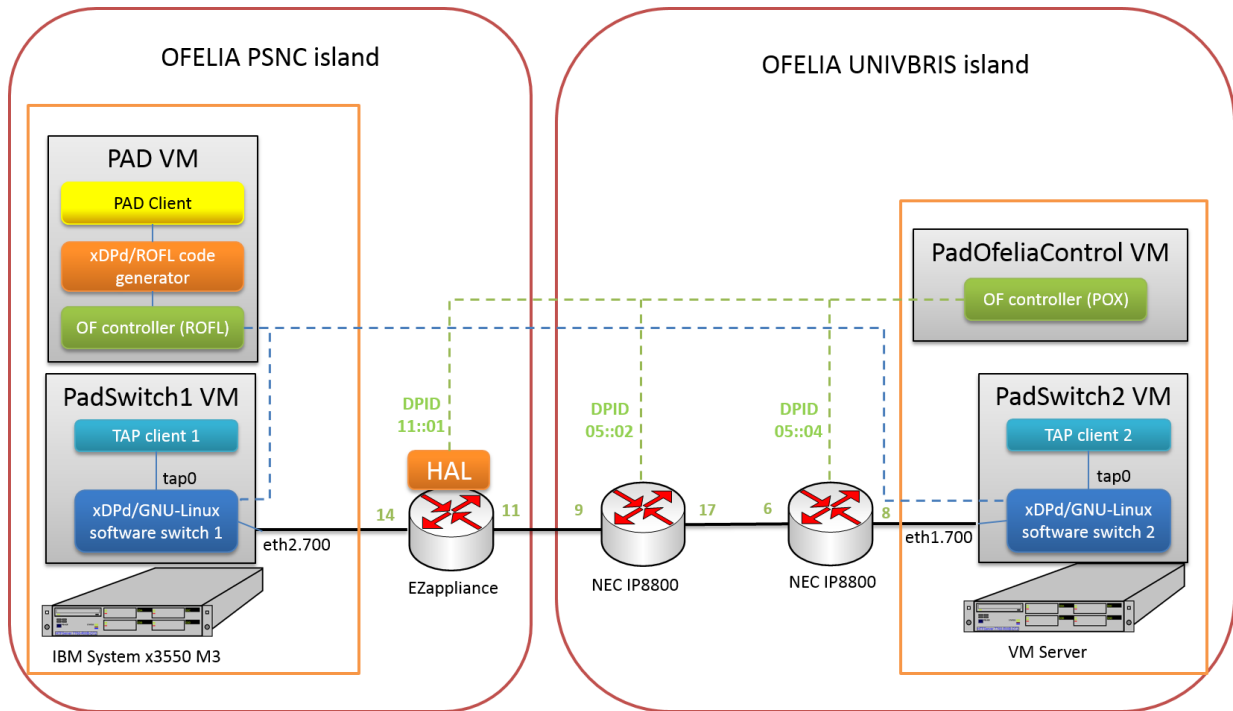 OFELIA PSNC island
OFELIA UNIVBRIS island
PAD VM
PAD Client
xDPd/ROFL code
generator
OF controller (ROFL)
PadOfeliaControl VM
OF controller (POX)
PadSwitch1 VM
TAP client 1
tap0
xDPd/GNU-Linux
software switch 1
eth2.700
IBM System x3550 M3
DPID
11::01
HAL
14
11
EZappliance
DPID
05::02
9
17
NEC IP8800
DPID
05::04
6
8
NEC IP8800
PadSwitch2 VM
TAP client 2
tap0
xDPd/GNU-Linux
software switch 2
eth1.700
VM Server